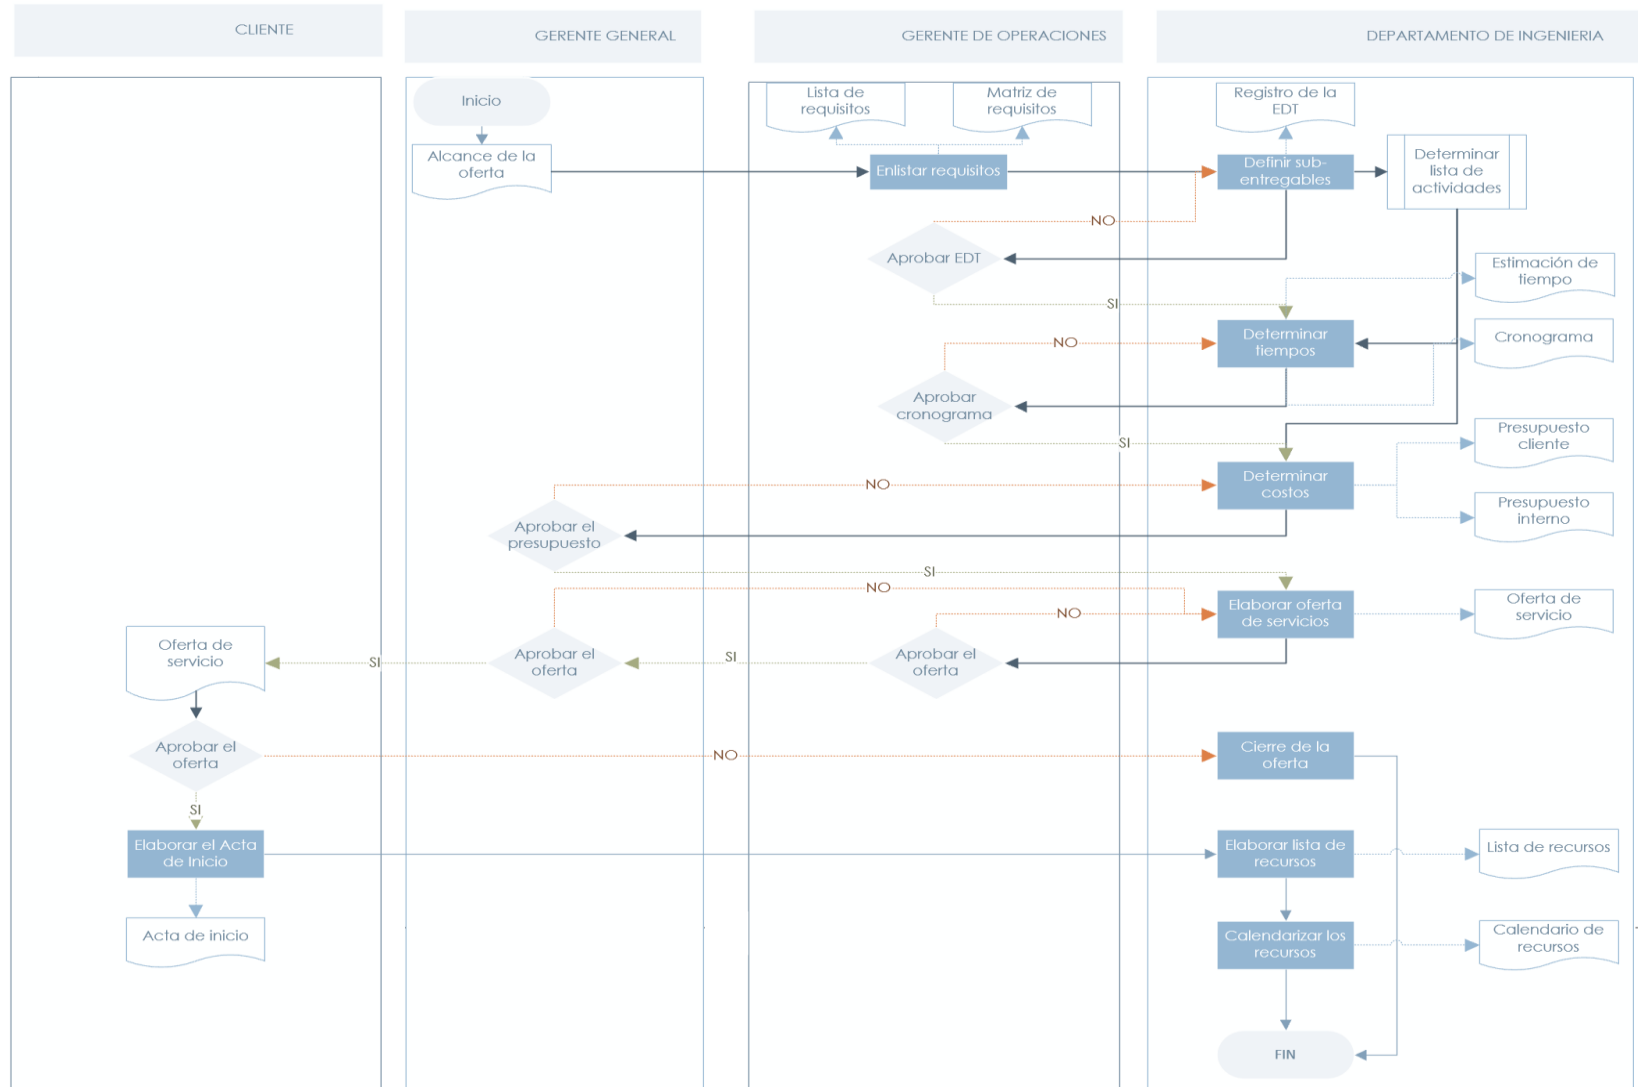 CLIENTE
GERENTE GENERAL
GERENTE DE OPERACIONES
DEPARTAMENTO DE INGENIERIA
Inicio
Lista de
requisitos
Matriz de
requisitos
Registro de la
EDT
Alcance de la
oferta
Enlistar requisitos
Definir sub-
entregables
Determinar
lista de
actividades
NO
Aprobar EDT
SI
Estimación de
tiempo
Determinar
tiempos
NO
Cronograma
Aprobar
cronograma
SI
Presupuesto
cliente
Determinar
costos
NO
Presupuesto
interno
Aprobar el
presupuesto
SI
NO
Elaborar oferta
de servicios
NO
Oferta de
servicio
Oferta de
servicio
SI
Aprobar el
oferta
SI
Aprobar el
oferta
Aprobar el
oferta
NO
Cierre de la
oferta
SI
Elaborar el Acta
de Inicio
Elaborar lista de
recursos
Lista de recursos
Acta de inicio
Calendarizar los
recursos
Calendario de
recursos
FIN